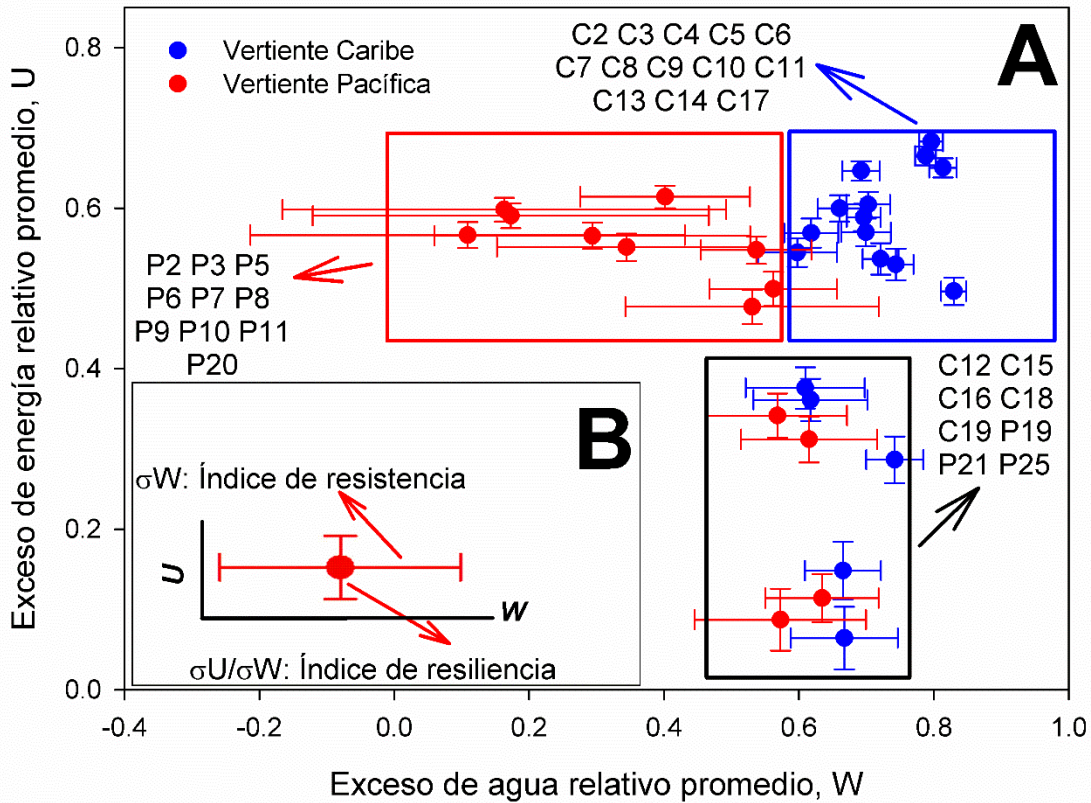 Exceso de energía relativo promedio, U
0.8
0.6
0.4
0.2
0.0
Vertiente Caribe
Vertiente Pacífica
C2 C3 C4 C5 C6
C7 C8 C9 C10 C11
C13 C14 C17
A
P2 P3 P5
P6 P7 P8
P9 P10 P11
P20
C12 C15
C16 C18
C19 P19
P21 P25
B
σW: Índice de resistencia
U
W
σU/σW: Índice de resiliencia
-0.4 -0.2 0.0 0.2 0.4 0.6 0.8 1.0
Exceso de agua relativo promedio, W